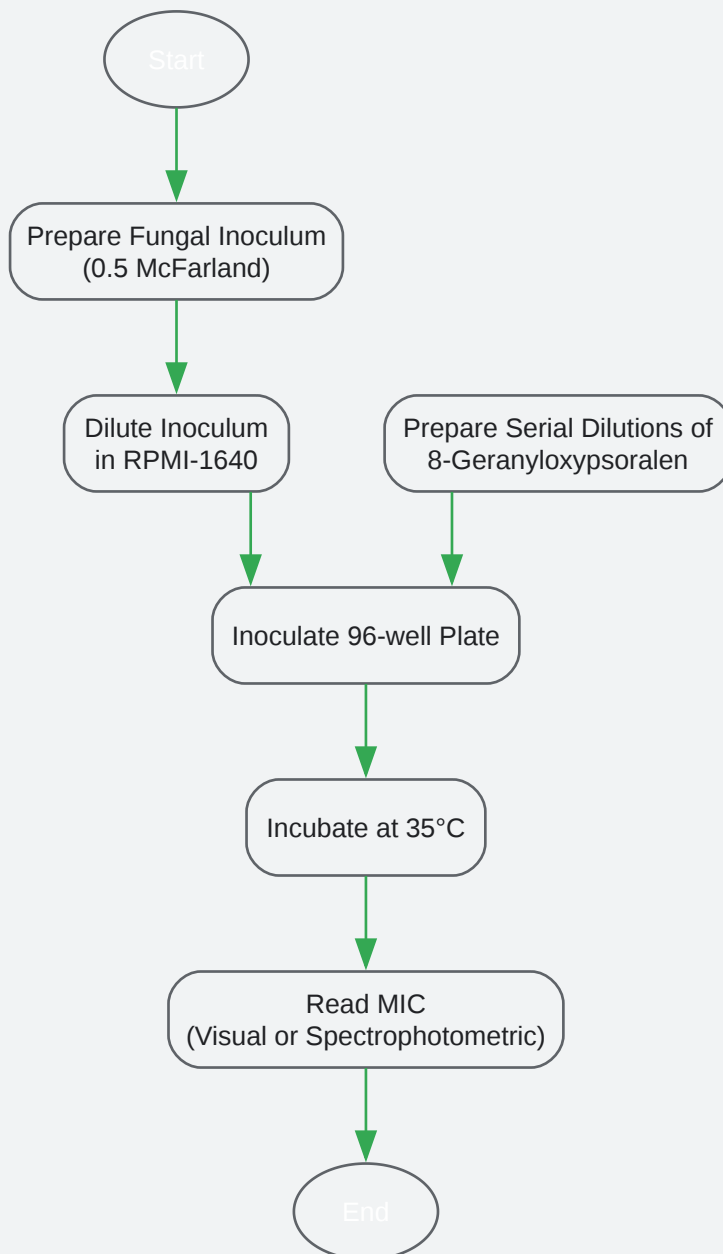 Start
Prepare Fungal Inoculum
(0.5 McFarland)
Dilute Inoculum
in RPMI-1640
Prepare Serial Dilutions of
8-Geranyloxypsoralen
Inoculate 96-well Plate
Incubate at 35°C
Read MIC
(Visual or Spectrophotometric)
End